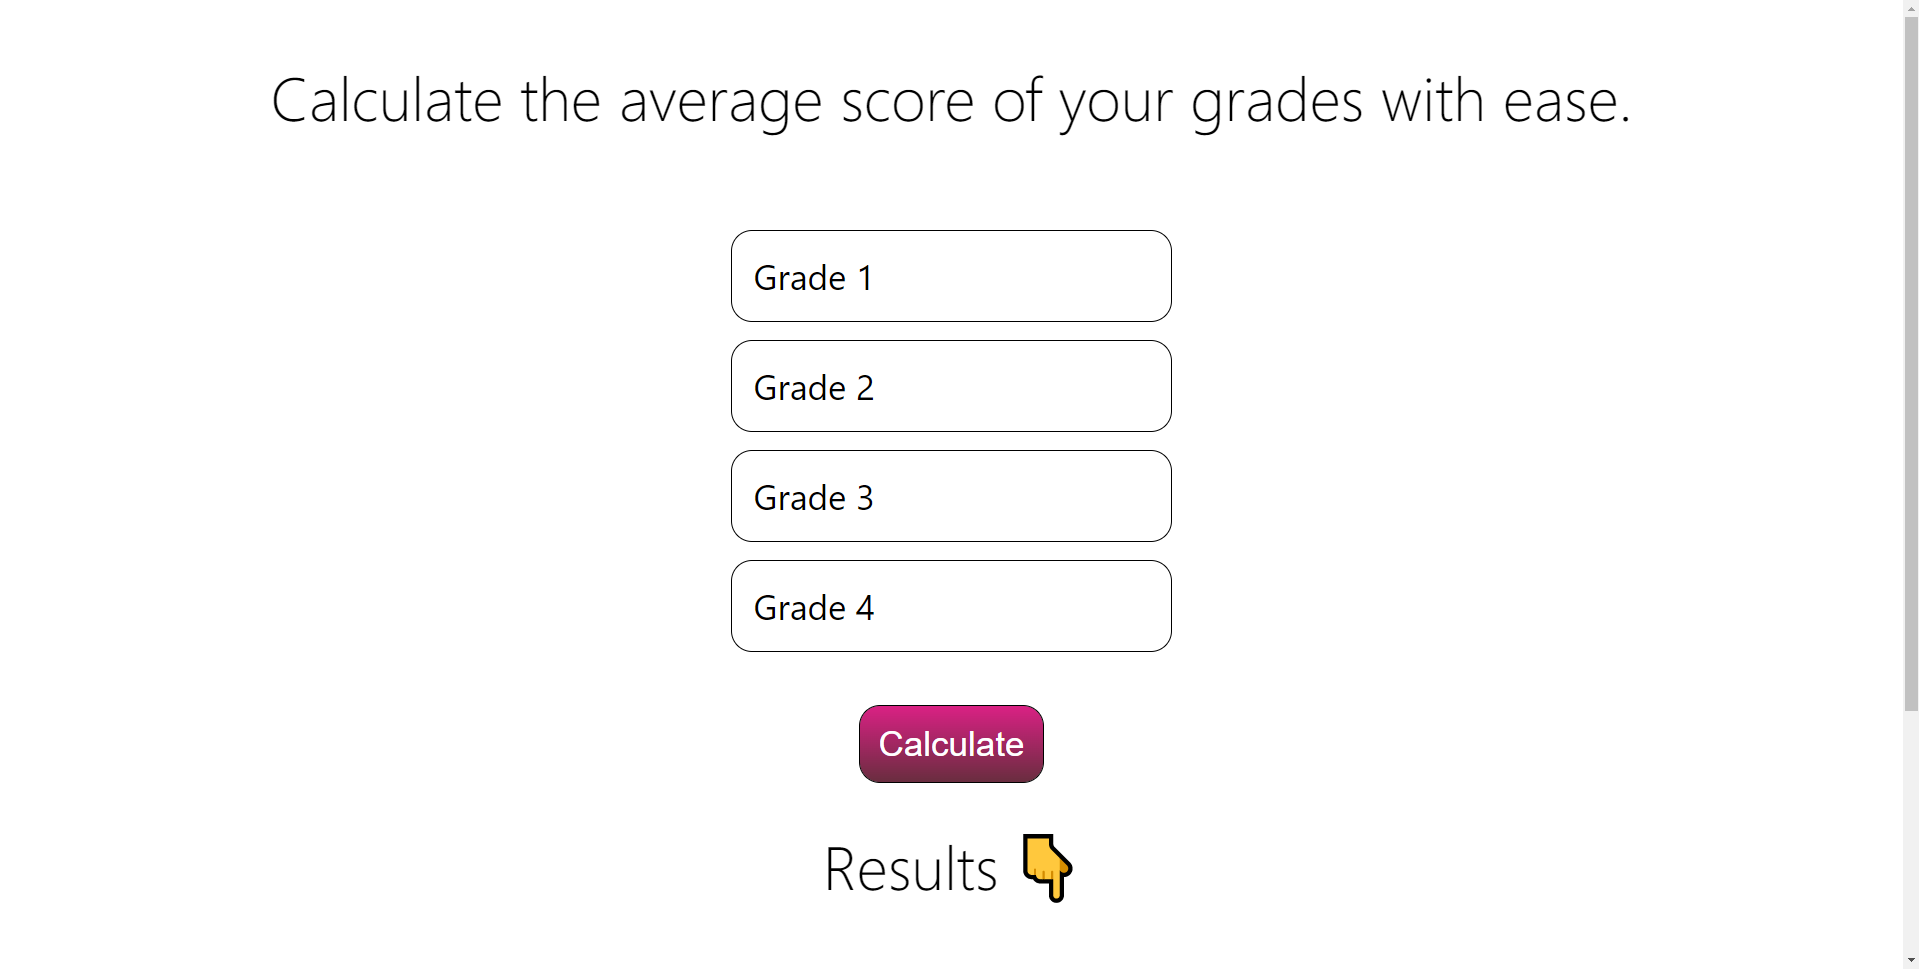 Calculate the average score of your grades with ease.
Grade 1
Grade 2
Grade 3
Grade 4
Calculate
Results 👇